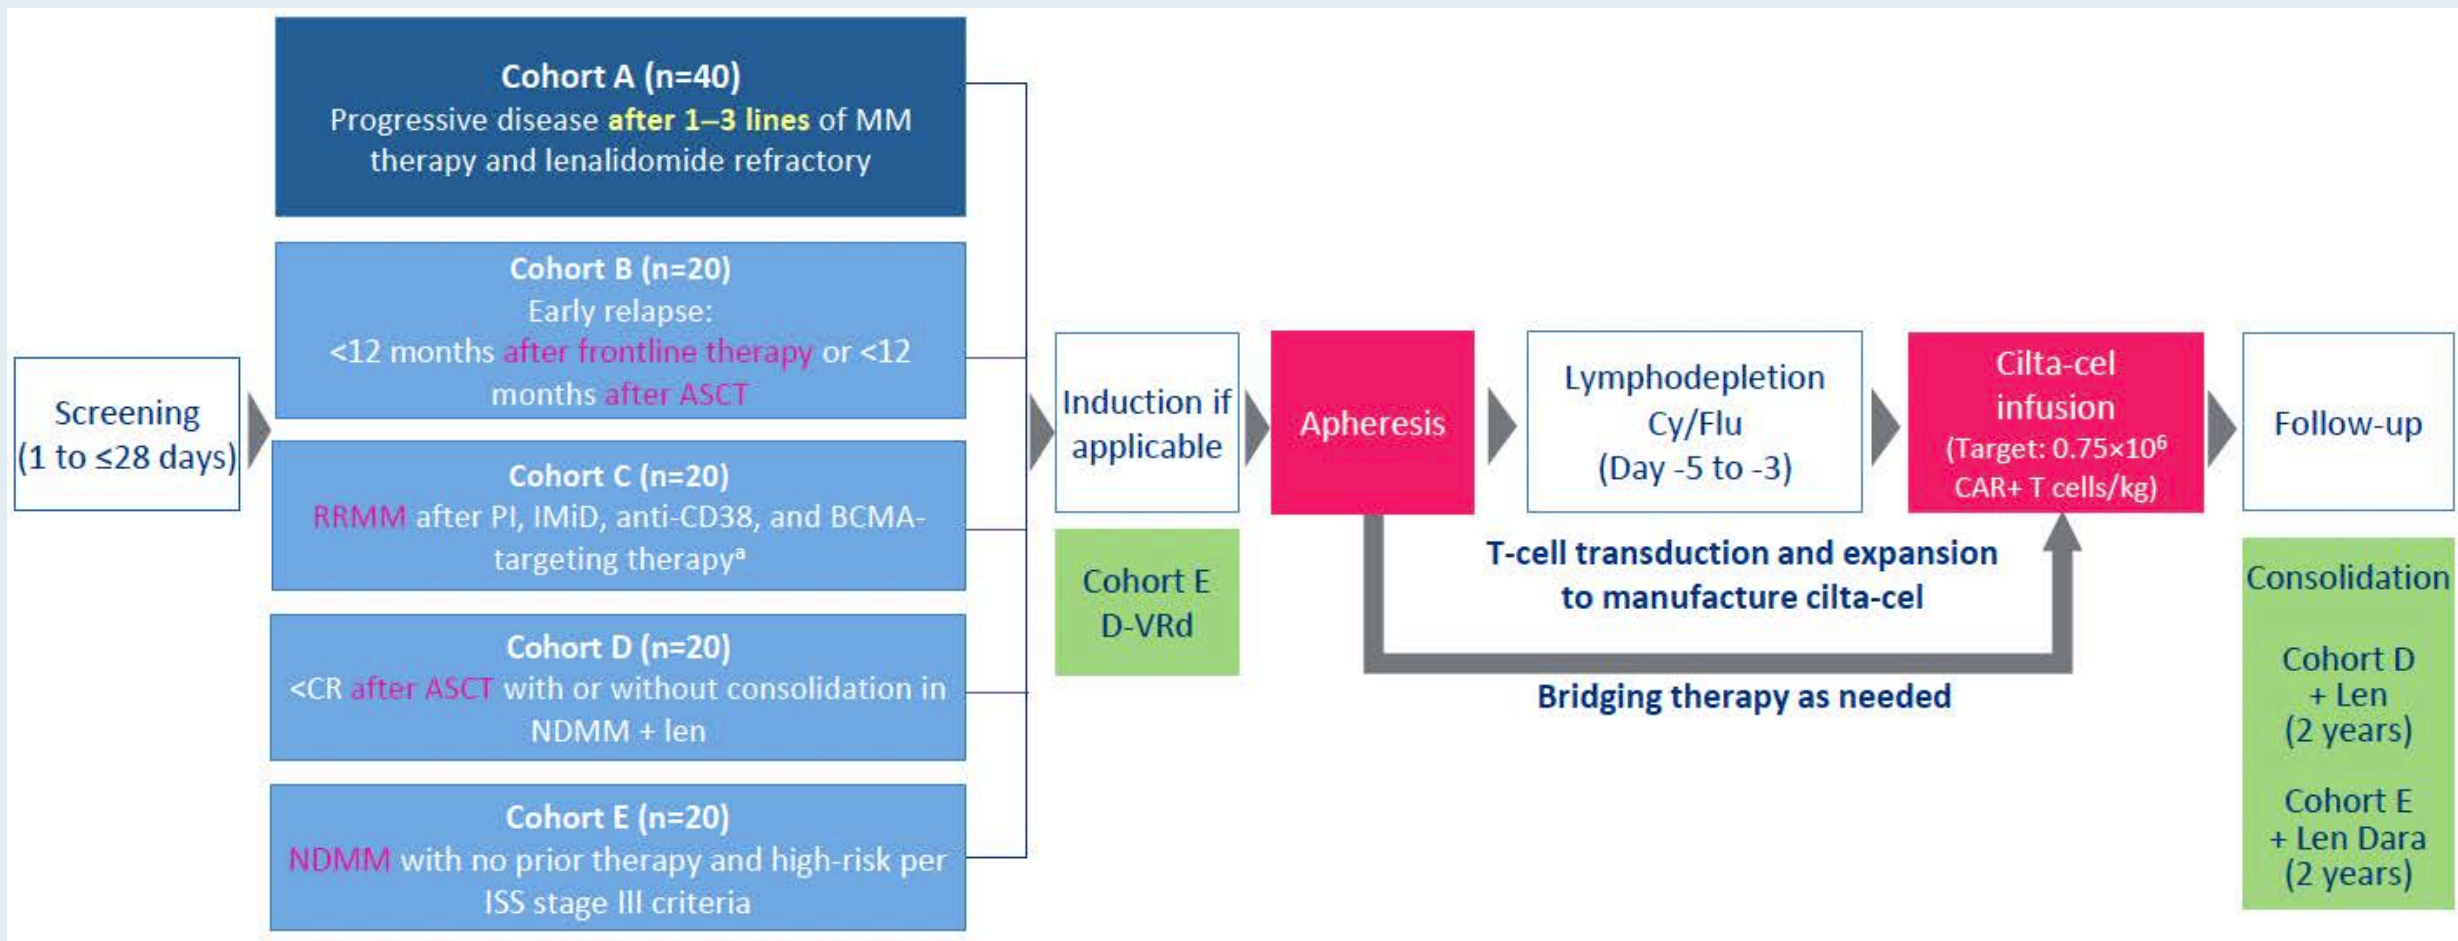 Screening
(1 to ≤28 days)
Cohort A (n=40)
Progressive disease after 1–3 lines of MM
therapy and lenalidomide refractory
Cohort B (n=20)
Early relapse:
<12 months after frontline therapy or <12
months after ASCT
Cohort C (n=20)
RRMM after PI, IMiD, anti-CD38, and BCMA-
targeting therapyᵃ
Cohort D (n=20)
<CR after ASCT with or without consolidation in
NDMM + len
Cohort E (n=20)
NDMM with no prior therapy and high-risk per
ISS stage III criteria
Induction if
applicable
Cohort E
D-VRd
Apheresis
Lymphodepletion
Cy/Flu
(Day -5 to -3)
T-cell transduction and expansion
to manufacture cilta-cel
Bridging therapy as needed
Cilta-cel
infusion
(Target: 0.75×10⁶
CAR+ T cells/kg)
Follow-up
Consolidation
Cohort D
+ Len
(2 years)
Cohort E
+ Len Dara
(2 years)